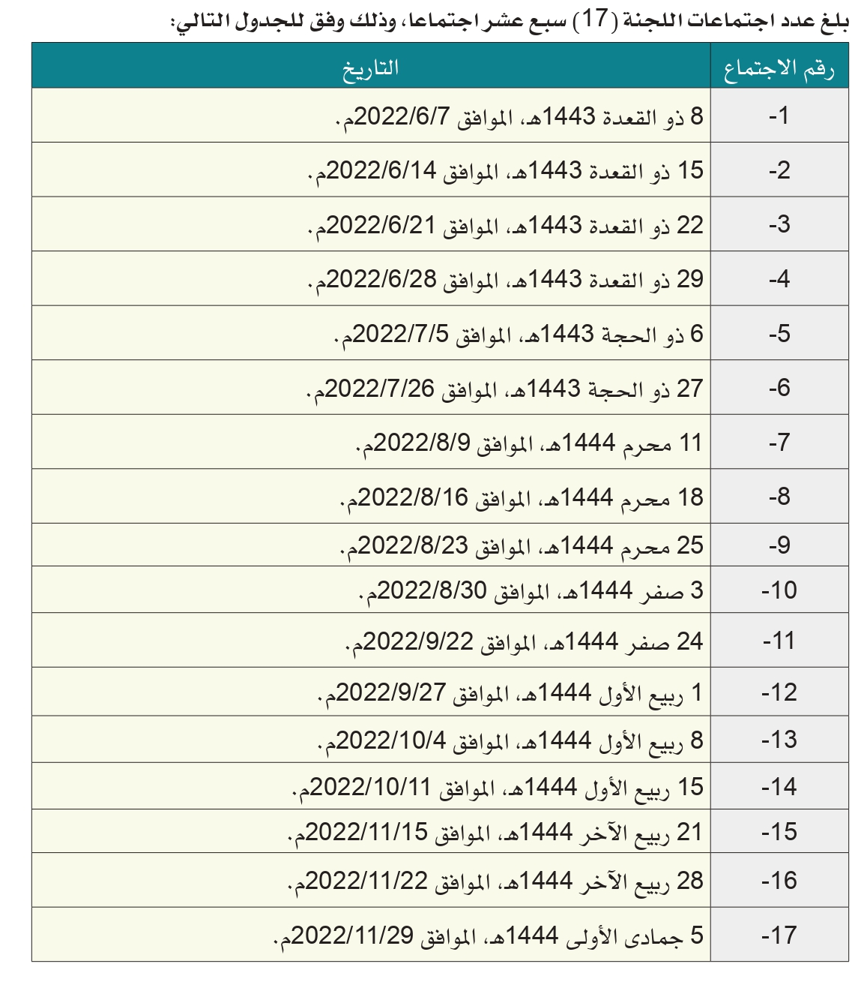 بلغ عدد اجتماعات اللجنة (17) سبع عشر اجتماعا، وذلك وفق للجدول التالي:
رقم الاجتماع التاريخ
1- 8 ذو القعدة 1443هـ، الموافق 2022/6/7م.
2- 15 ذو القعدة 1443هـ، الموافق 2022/6/14م.
3- 22 ذو القعدة 1443هـ، الموافق 2022/6/21م.
4- 29 ذو القعدة 1443هـ، الموافق 2022/6/28م.
5- 6 ذو الحجة 1443هـ، الموافق 2022/7/5م.
6- 27 ذو الحجة 1443هـ، الموافق 2022/7/26م.
7- 11 محرم 1444هـ، الموافق 2022/8/9م.
8- 18 محرم 1444هـ، الموافق 2022/8/16م.
9- 25 محرم 1444هـ، الموافق 2022/8/23م.
10- 3 صفر 1444هـ، الموافق 2022/8/30م.
11- 24 صفر 1444هـ، الموافق 2022/9/22م.
12- 1 ربيع الأول 1444هـ، الموافق 2022/9/27م.
13- 8 ربيع الأول 1444هـ، الموافق 2022/10/4م.
14- 15 ربيع الأول 1444هـ، الموافق 2022/10/11م.
15- 21 ربيع الآخر 1444هـ، الموافق 2022/11/15م.
16- 28 ربيع الآخر 1444هـ، الموافق 2022/11/22م.
17- 5 جمادى الأولى 1444هـ، الموافق 2022/11/29م.